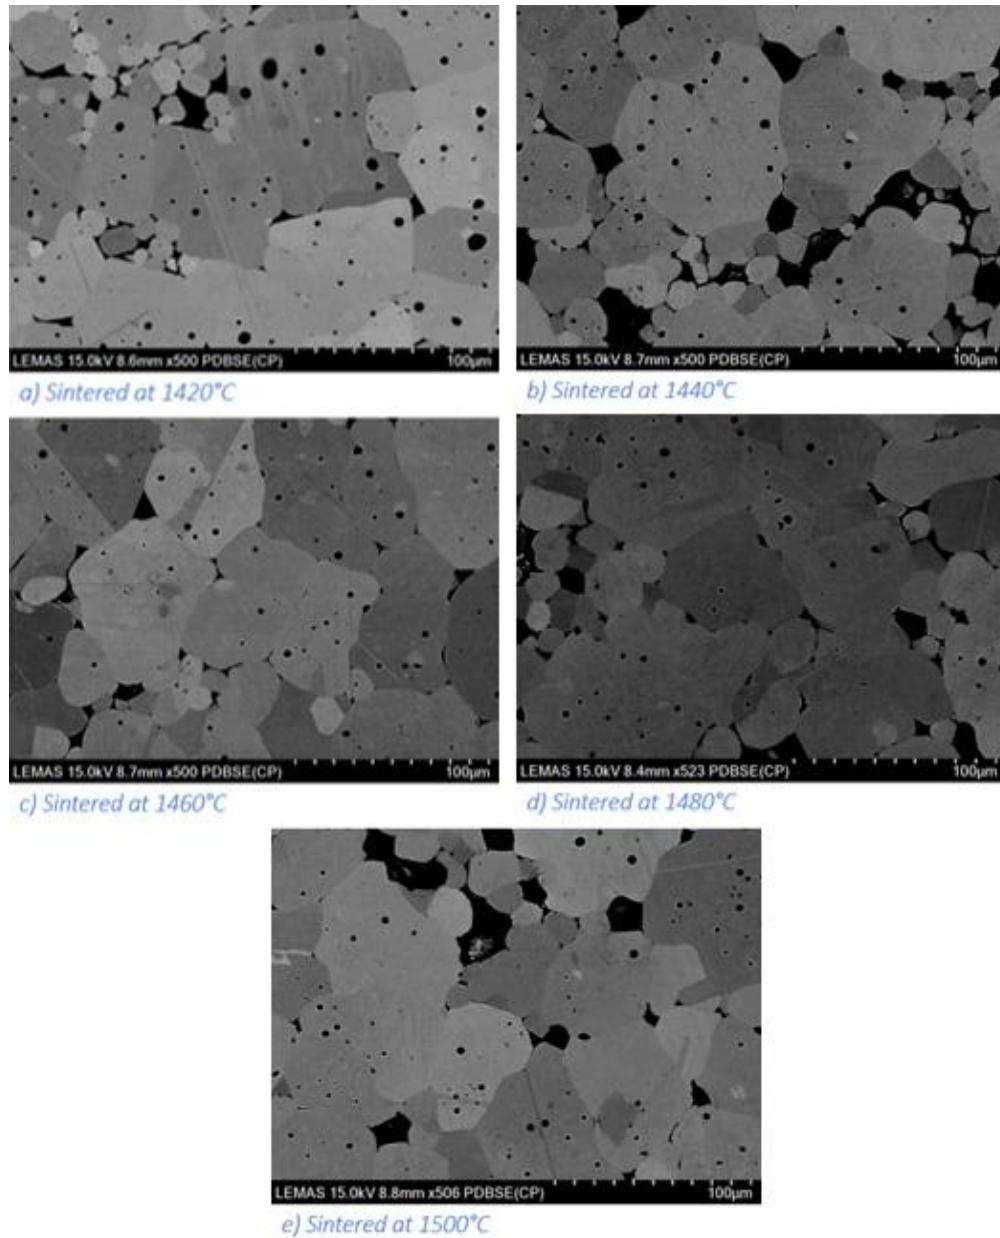 LEMAS 15.0kV 8.6mm x500 PDBSE(CP) 100µm
LEMAS 15.0kV 8.7mm x500 PDBSE(CP) 100µm
a) Sintered at 1420°C
b) Sintered at 1440°C
LEMAS 15.0kV 8.7mm x500 PDBSE(CP) 100µm
LEMAS 15.0kV 8.4mm x523 PDBSE(CP) 100µm
c) Sintered at 1460°C
d) Sintered at 1480°C
LEMAS 15.0kV 8.8mm x506 PDBSE(CP) 100µm
e) Sintered at 1500°C